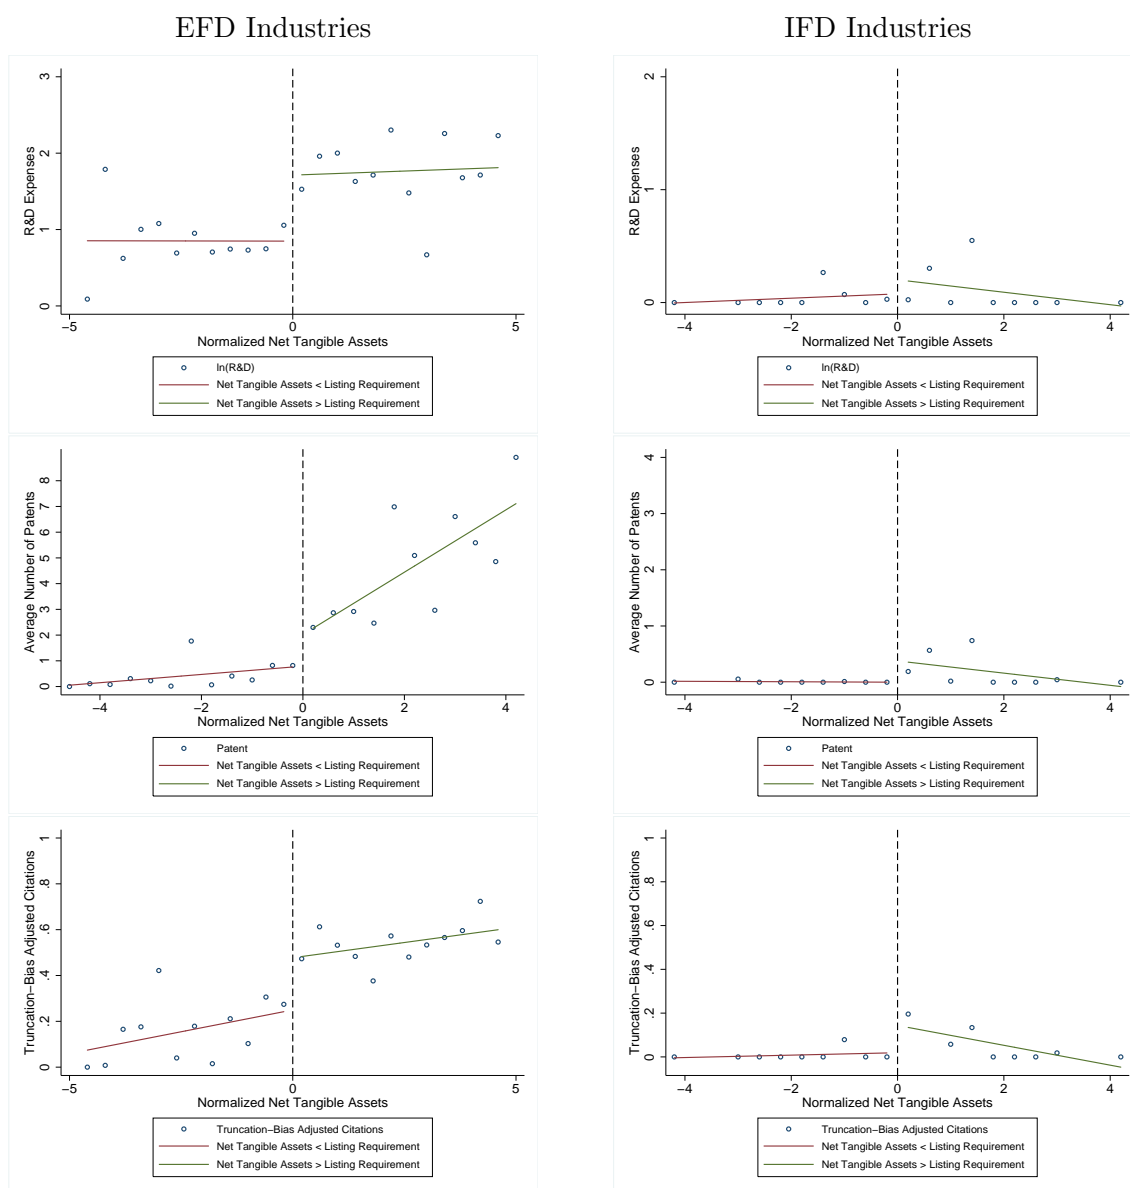 EFD Industries
IFD Industries
R&D Expenses
3
2
1
0
−5
0
5
Normalized Net Tangible Assets
ln(R&D)
Net Tangible Assets < Listing Requirement
Net Tangible Assets > Listing Requirement
R&D Expenses
2
1
0
−4
−2
0
2
4
Normalized Net Tangible Assets
ln(R&D)
Net Tangible Assets < Listing Requirement
Net Tangible Assets > Listing Requirement
Average Number of Patents
8
7
6
5
4
3
2
1
0
−4
−2
0
2
4
Normalized Net Tangible Assets
Patent
Net Tangible Assets < Listing Requirement
Net Tangible Assets > Listing Requirement
Average Number of Patents
4
3
2
1
0
−4
−2
0
2
4
Normalized Net Tangible Assets
Patent
Net Tangible Assets < Listing Requirement
Net Tangible Assets > Listing Requirement
Truncation−Bias Adjusted Citations
1
.8
.6
.4
.2
0
−5
0
5
Normalized Net Tangible Assets
Truncation−Bias Adjusted Citations
Net Tangible Assets < Listing Requirement
Net Tangible Assets > Listing Requirement
Truncation−Bias Adjusted Citations
1
.8
.6
.4
.2
0
−4
−2
0
2
4
Normalized Net Tangible Assets
Truncation−Bias Adjusted Citations
Net Tangible Assets < Listing Requirement
Net Tangible Assets > Listing Requirement